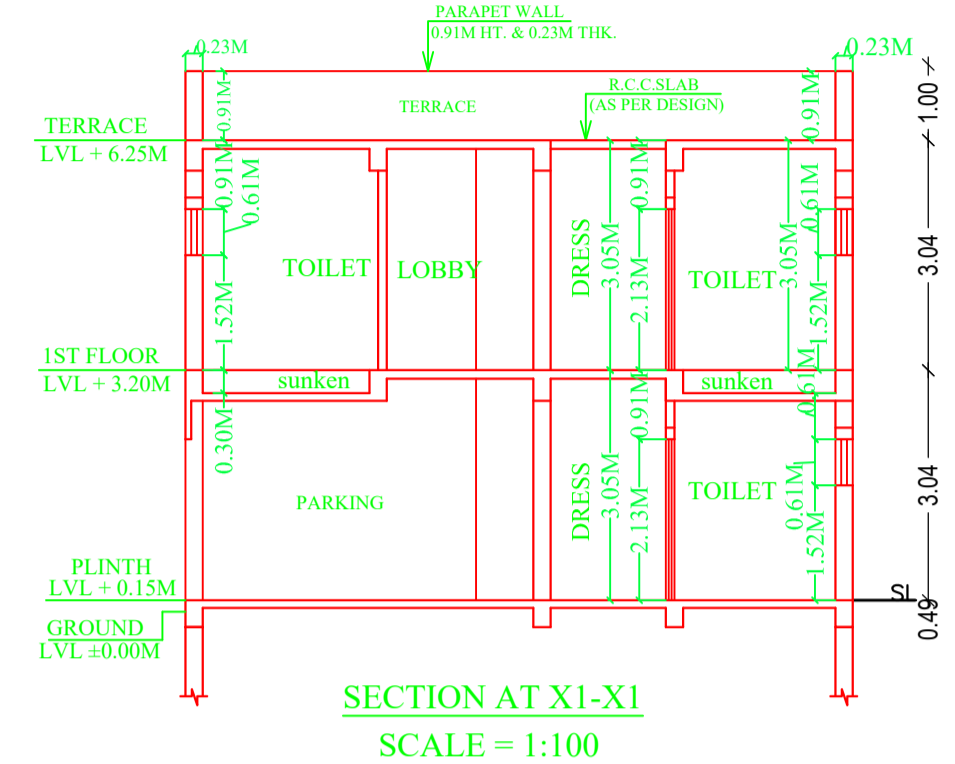 PARAPET WALL
0.91M HT. & 0.23M THK.
0.23M
0.23M
R.C.C.SLAB
(AS PER DESIGN)
TERRACE
0.91M
0.91M
1.00
TERRACE
LVL + 6.25M
0.91M
0.61M
0.91M
0.61M
TOILET
LOBBY
DRESS
3.05M
2.13M
TOILET
3.05M
1.52M
1.52M
3.04
1ST FLOOR
LVL + 3.20M
sunken
sunken
0.30M
0.91M
0.61M
PARKING
DRESS
3.05M
2.13M
TOILET
0.61M
1.52M
3.04
PLINTH
LVL + 0.15M
GROUND
LVL ±0.00M
0.49
SECTION AT X1-X1
SCALE = 1:100